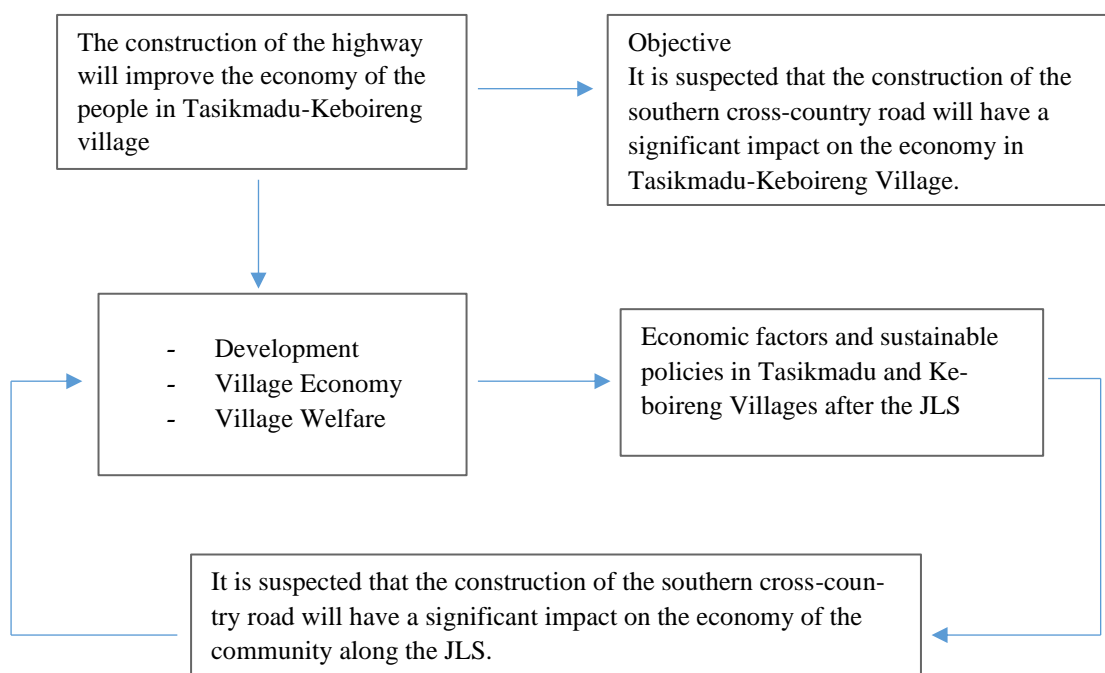 The construction of the highway
will improve the economy of the
people in Tasikmadu-Keboireng
village
Objective
It is suspected that the construction of the
southern cross-country road will have a
significant impact on the economy in
Tasikmadu-Keboireng Village.
- Development
- Village Economy
- Village Welfare
Economic factors and sustainable
policies in Tasikmadu and Ke-
boireng Villages after the JLS
It is suspected that the construction of the southern cross-coun-
try road will have a significant impact on the economy of the
community along the JLS.